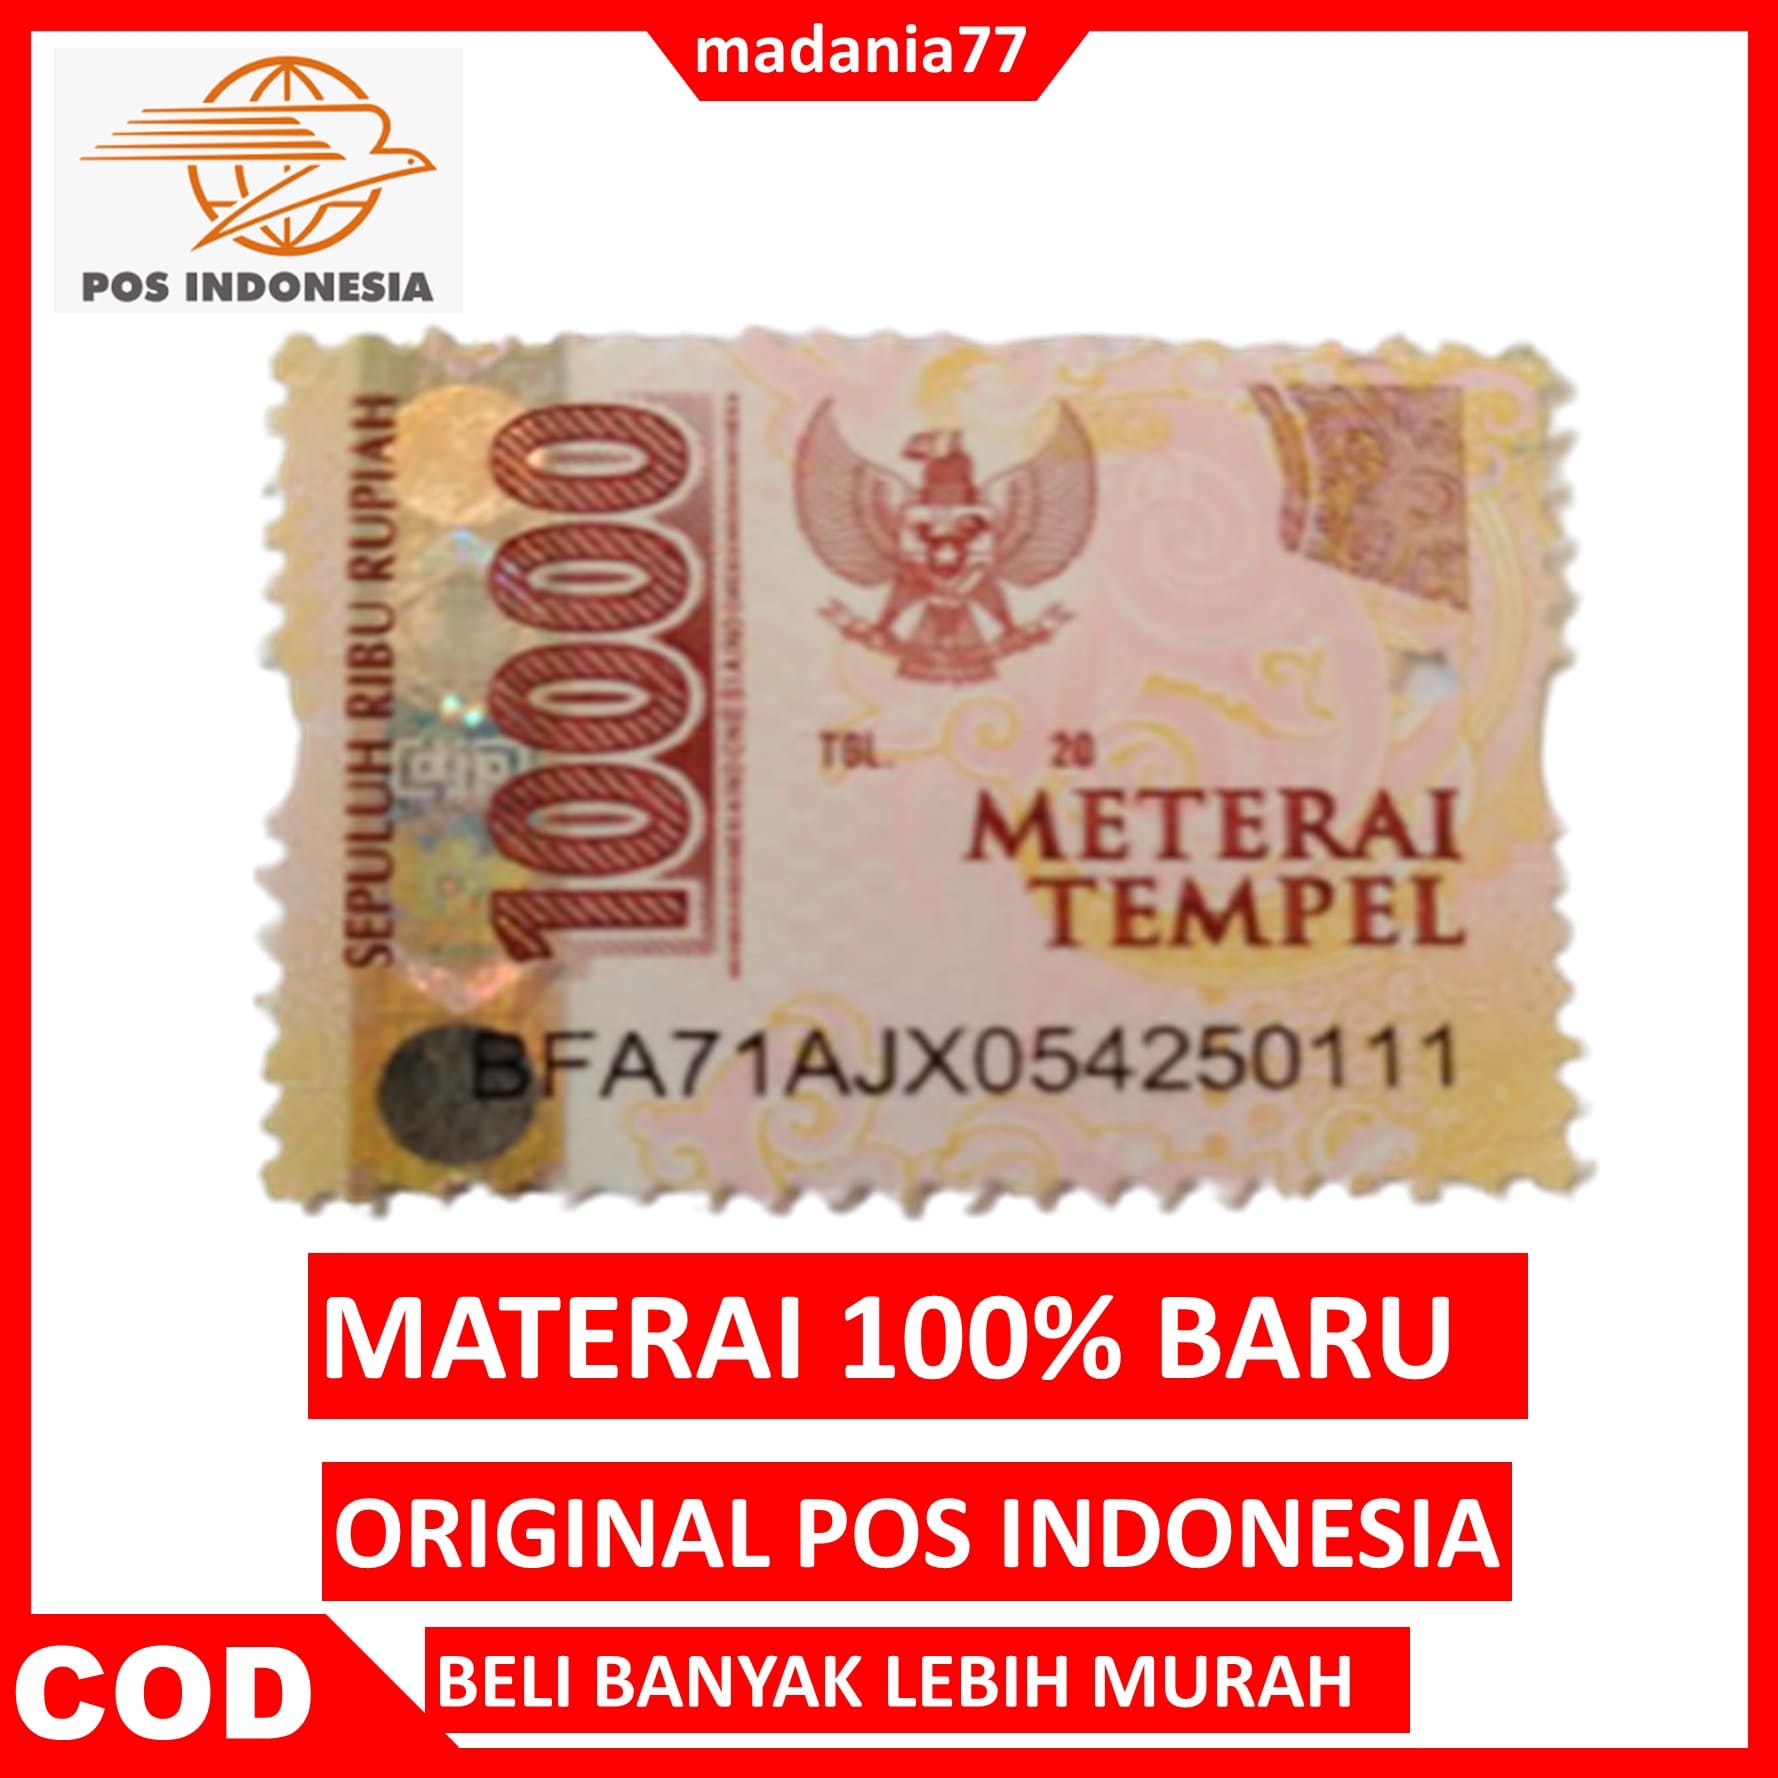 madania77
POS INDONESIA
SEPULUH RIBU RUPIAH
10000
TGL. 20
METERAI
TEMPEL
BFA71AJX054250111
MATERAI 100% BARU
ORIGINAL POS INDONESIA
COD
BELI BANYAK LEBIH MURAH